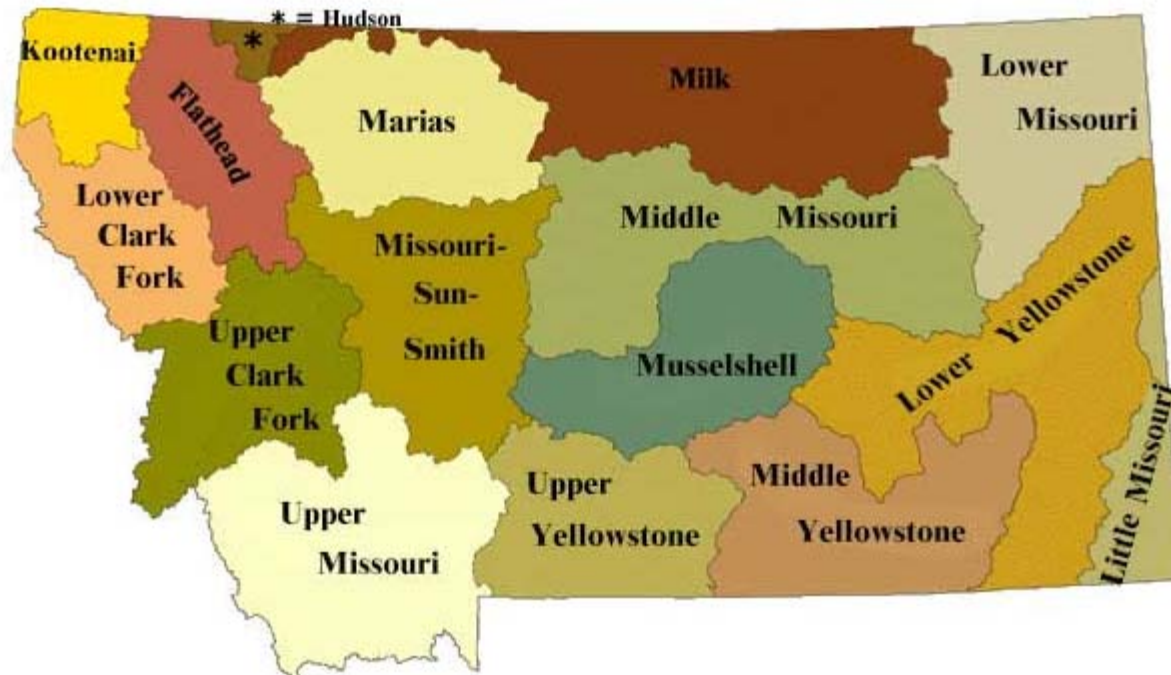 * = Hudson
*
Kootenai
Flathead
Marias
Milk
Lower
Missouri
Lower
Clark
Fork
Missouri-
Sun-
Smith
Middle Missouri
Upper
Clark
Fork
Musselshell
Lower Yellowstone
Upper
Missouri
Upper
Yellowstone
Middle
Yellowstone
Little Missouri